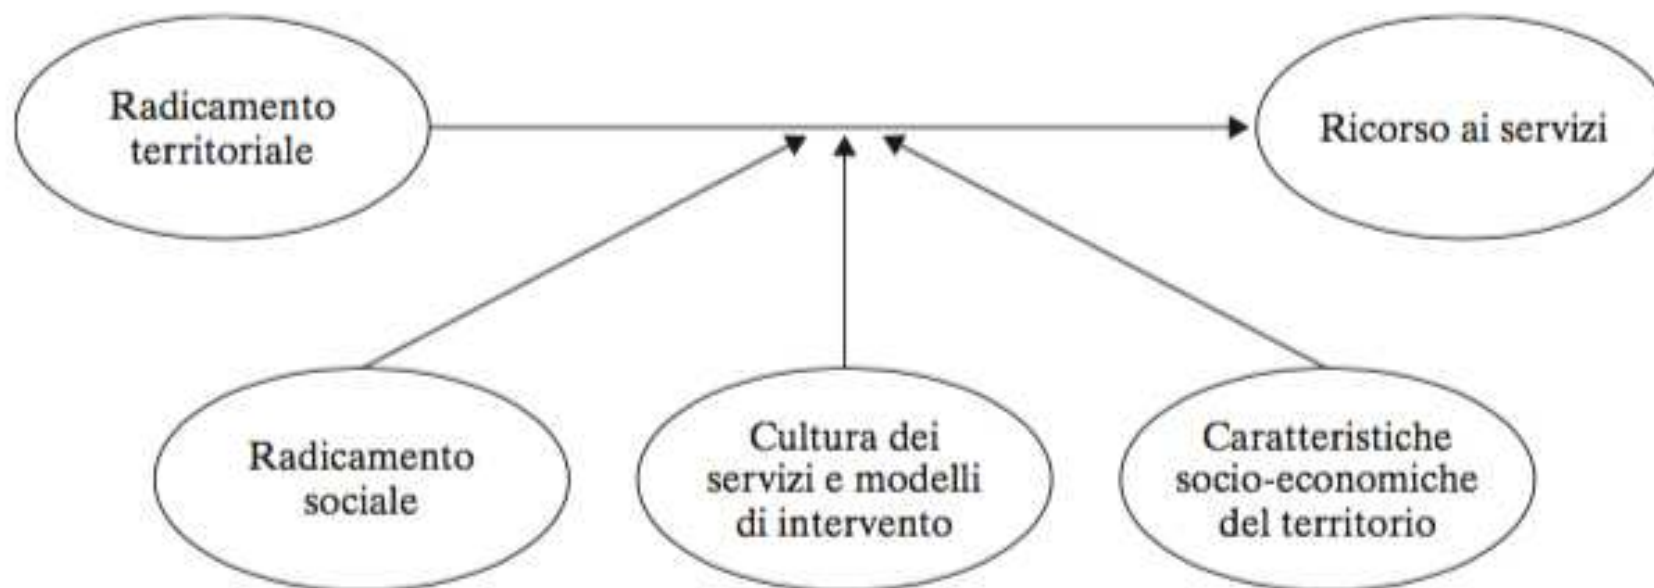 Radicamento
territoriale
Ricorso ai servizi
Radicamento
sociale
Cultura dei
servizi e modelli
di intervento
Caratteristiche
socio-economiche
del territorio